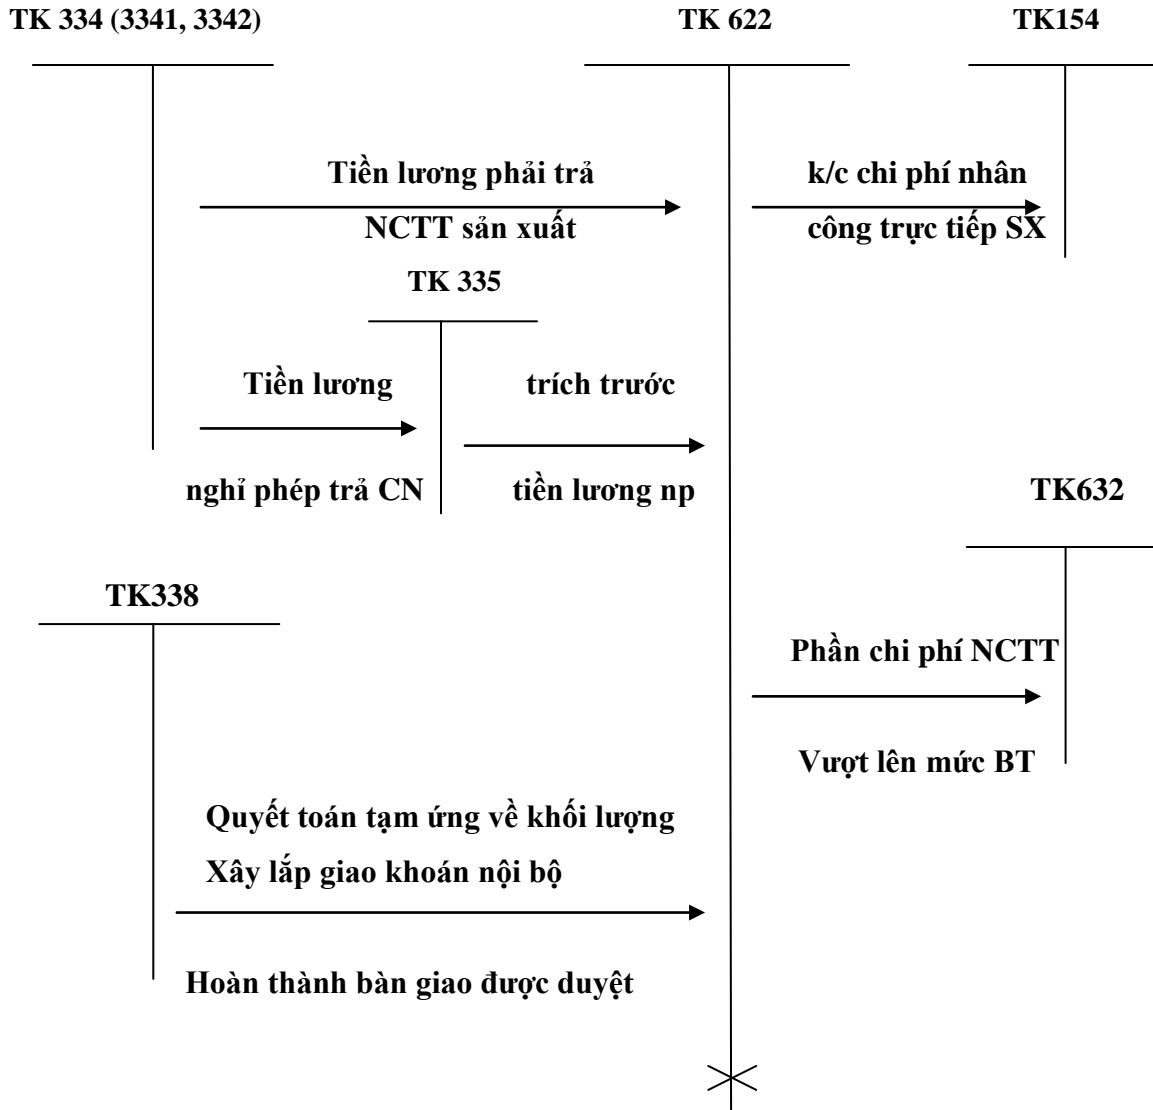 TK 334 (3341, 3342)
TK 622
TK154
Tiền lương phải trả
NCTT sản xuất
k/c chi phí nhân
công trực tiếp SX
TK 335
Tiền lương
nghỉ phép trả CN
trích trước
tiền lương np
TK632
TK338
Phần chi phí NCTT
Vượt lên mức BT
Quyết toán tạm ứng về khối lượng
Xây lắp giao khoán nội bộ
Hoàn thành bàn giao được duyệt